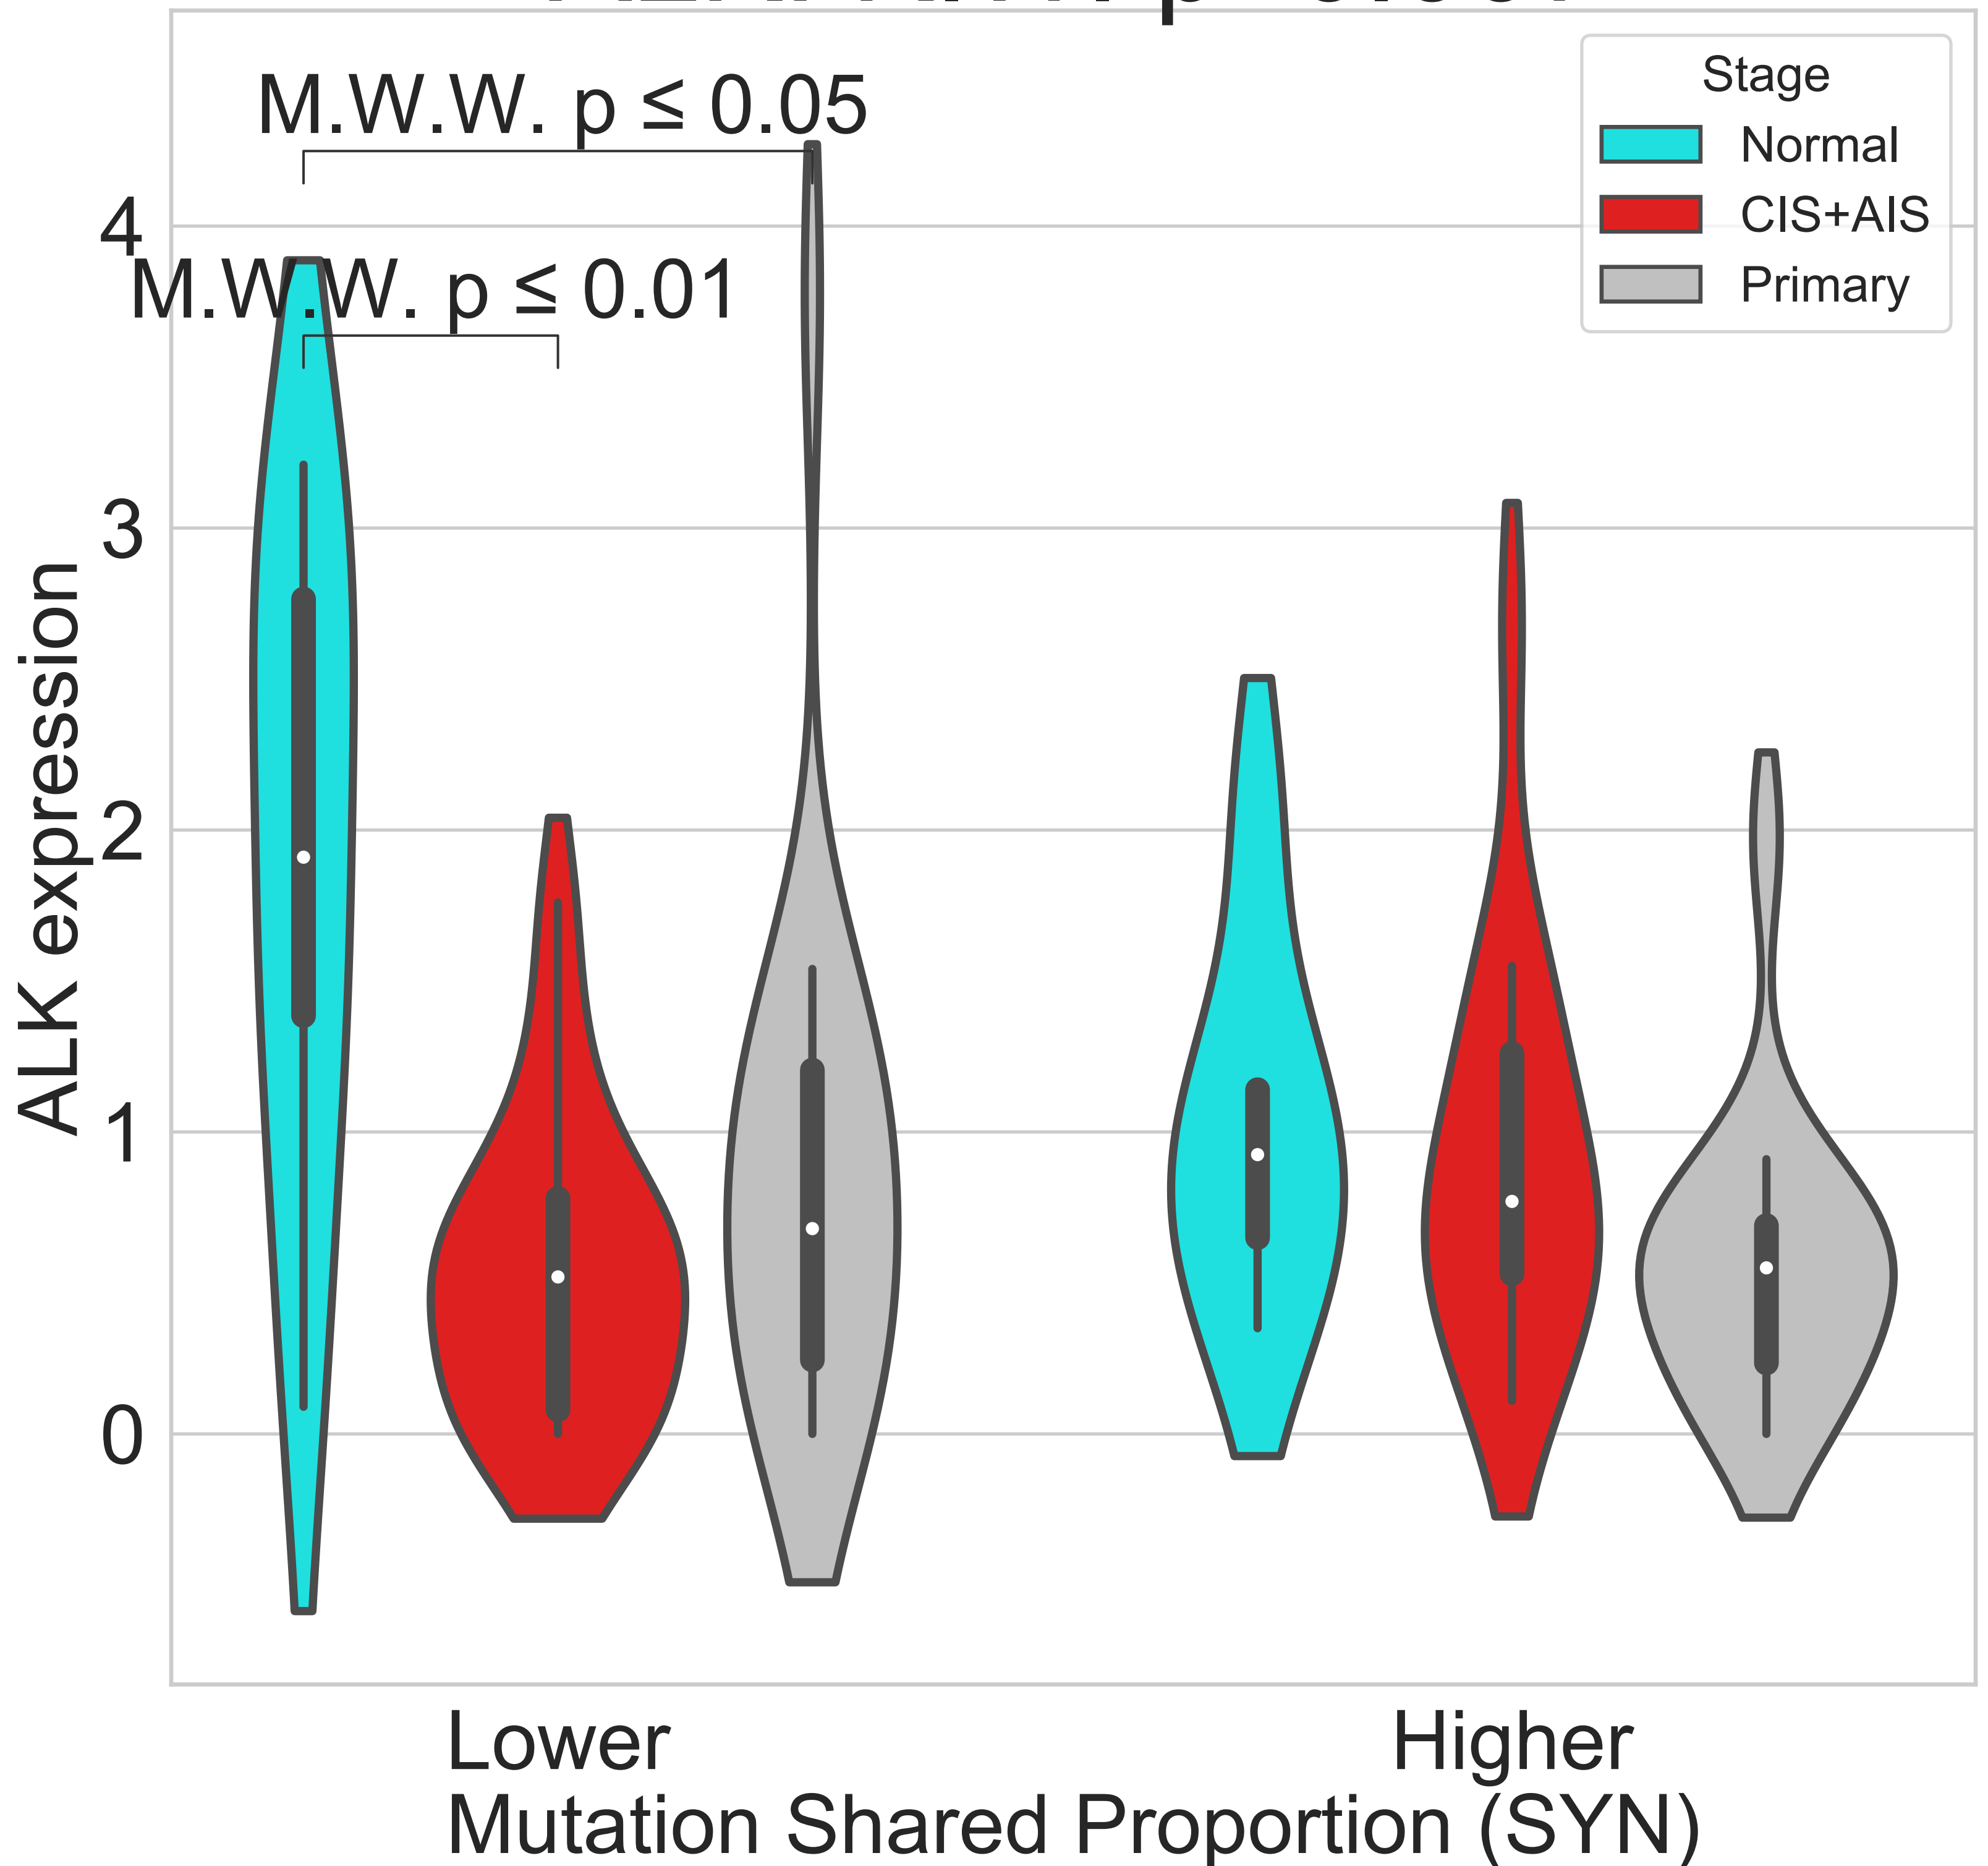 M.W.W. p ≤ 0.05
M.W.W. p ≤ 0.01
Stage
Normal
CIS+AIS
Primary
4
3
2
1
0
ALK expression
Lower
Higher
Mutation Shared Proportion (SYN)